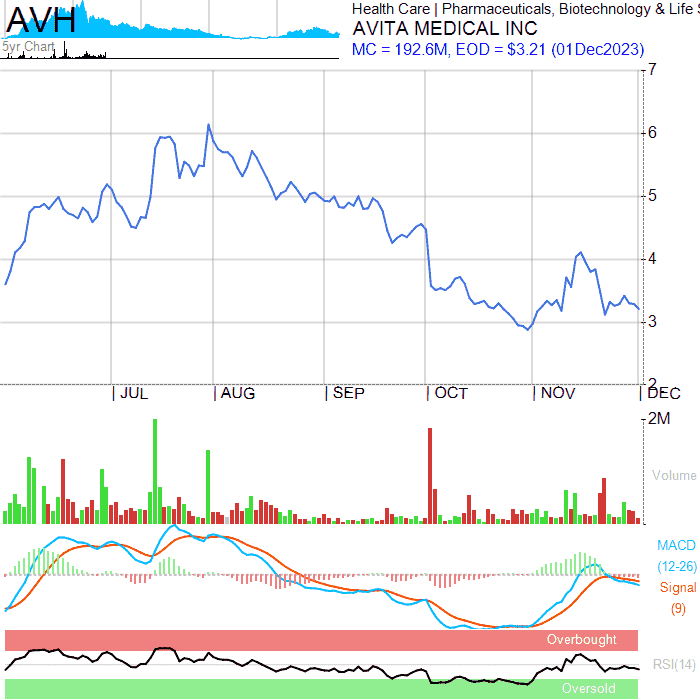 AVH
Health Care | Pharmaceuticals, Biotechnology & Life S
AVITA MEDICAL INC
MC = 192.6M, EOD = $3.21 (01Dec2023)
5yr Chart
7
6
5
4
3
2
JUL
AUG
SEP
OCT
NOV
DEC
2M
Volume
MACD
(12-26)
Signal
(9)
Overbought
RSI(14)
Oversold